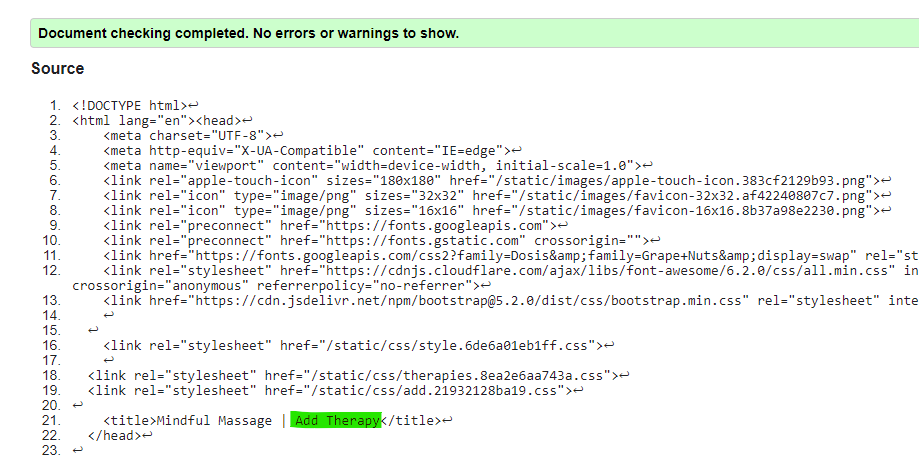 Document checking completed. No errors or warnings to show.
Source
1. <!DOCTYPE html>↩
2. <html lang="en"><head>↩
3. <meta charset="UTF-8">↩
4. <meta http-equiv="X-UA-Compatible" content="IE=edge">↩
5. <meta name="viewport" content="width=device-width, initial-scale=1.0">↩
6. <link rel="apple-touch-icon" sizes="180x180" href="/static/images/apple-touch-icon.383cf2129b93.png">↩
7. <link rel="icon" type="image/png" sizes="32x32" href="/static/images/favicon-32x32.af42240807c7.png">↩
8. <link rel="icon" type="image/png" sizes="16x16" href="/static/images/favicon-16x16.8b37a98e2230.png">↩
9. <link rel="preconnect" href="https://fonts.googleapis.com">↩
10. <link rel="preconnect" href="https://fonts.gstatic.com" crossorigin="">↩
11. <link href="https://fonts.googleapis.com/css2?family=Dosis&amp;family=Grape+Nuts&amp;display=swap" rel="st
12. <link rel="stylesheet" href="https://cdnjs.cloudflare.com/ajax/libs/font-awesome/6.2.0/css/all.min.css" in
crossorigin="anonymous" referrerpolicy="no-referrer">↩
13. <link href="https://cdn.jsdelivr.net/npm/bootstrap@5.2.0/dist/css/bootstrap.min.css" rel="stylesheet" inte
14. ↩
15. ↩
16. <link rel="stylesheet" href="/static/css/style.6de6a01eb1ff.css">↩
17. ↩
18. <link rel="stylesheet" href="/static/css/therapies.8ea2e6aa743a.css">↩
19. <link rel="stylesheet" href="/static/css/add.21932128ba19.css">↩
20. ↩
21. <title>Mindful Massage | Add Therapy</title>↩
22. </head>↩
23. ↩